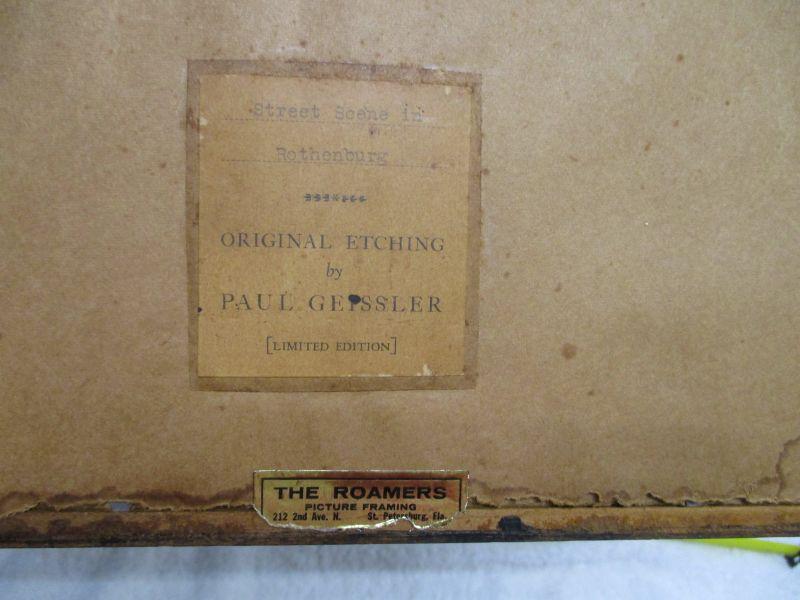 Street Scene in
Rothenburg
ORIGINAL ETCHING
by
PAUL GEISSLER
[LIMITED EDITION]
THE ROAMERS
PICTURE FRAMING
212 2nd Ave. N. St. Petersburg, Fla.